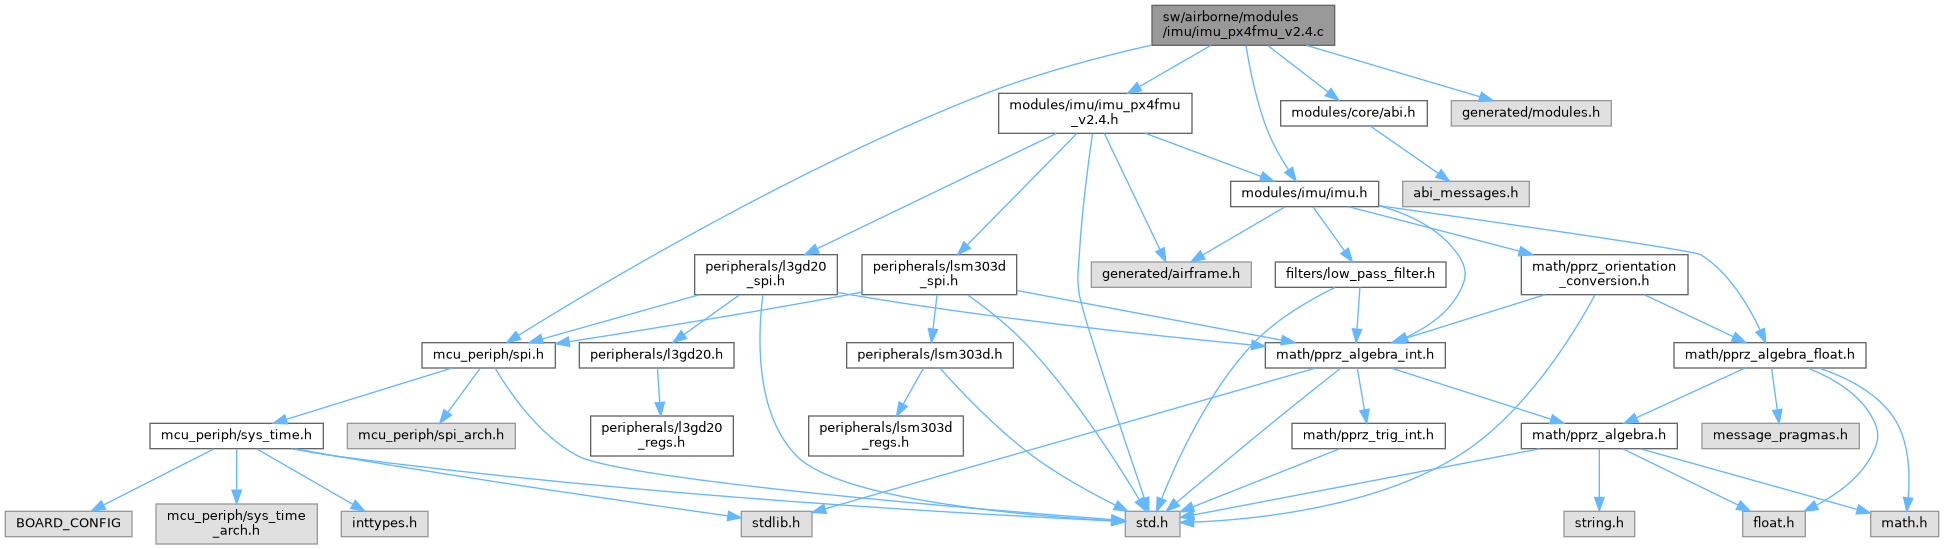 sw/airborne/modules
/imu/imu_px4fmu_v2.4.c
modules/imu/imu_px4fmu
_v2.4.h
modules/core/abi.h
generated/modules.h
modules/imu/imu.h
abi_messages.h
peripherals/l3gd20
_spi.h
peripherals/lsm303d
_spi.h
generated/airframe.h
filters/low_pass_filter.h
math/pprz_orientation
_conversion.h
mcu_periph/spi.h
peripherals/l3gd20.h
peripherals/lsm303d.h
math/pprz_algebra_int.h
math/pprz_algebra_float.h
mcu_periph/sys_time.h
mcu_periph/spi_arch.h
peripherals/l3gd20
_regs.h
peripherals/lsm303d
_regs.h
math/pprz_trig_int.h
math/pprz_algebra.h
message_pragmas.h
BOARD_CONFIG
mcu_periph/sys_time
_arch.h
inttypes.h
stdlib.h
std.h
string.h
float.h
math.h